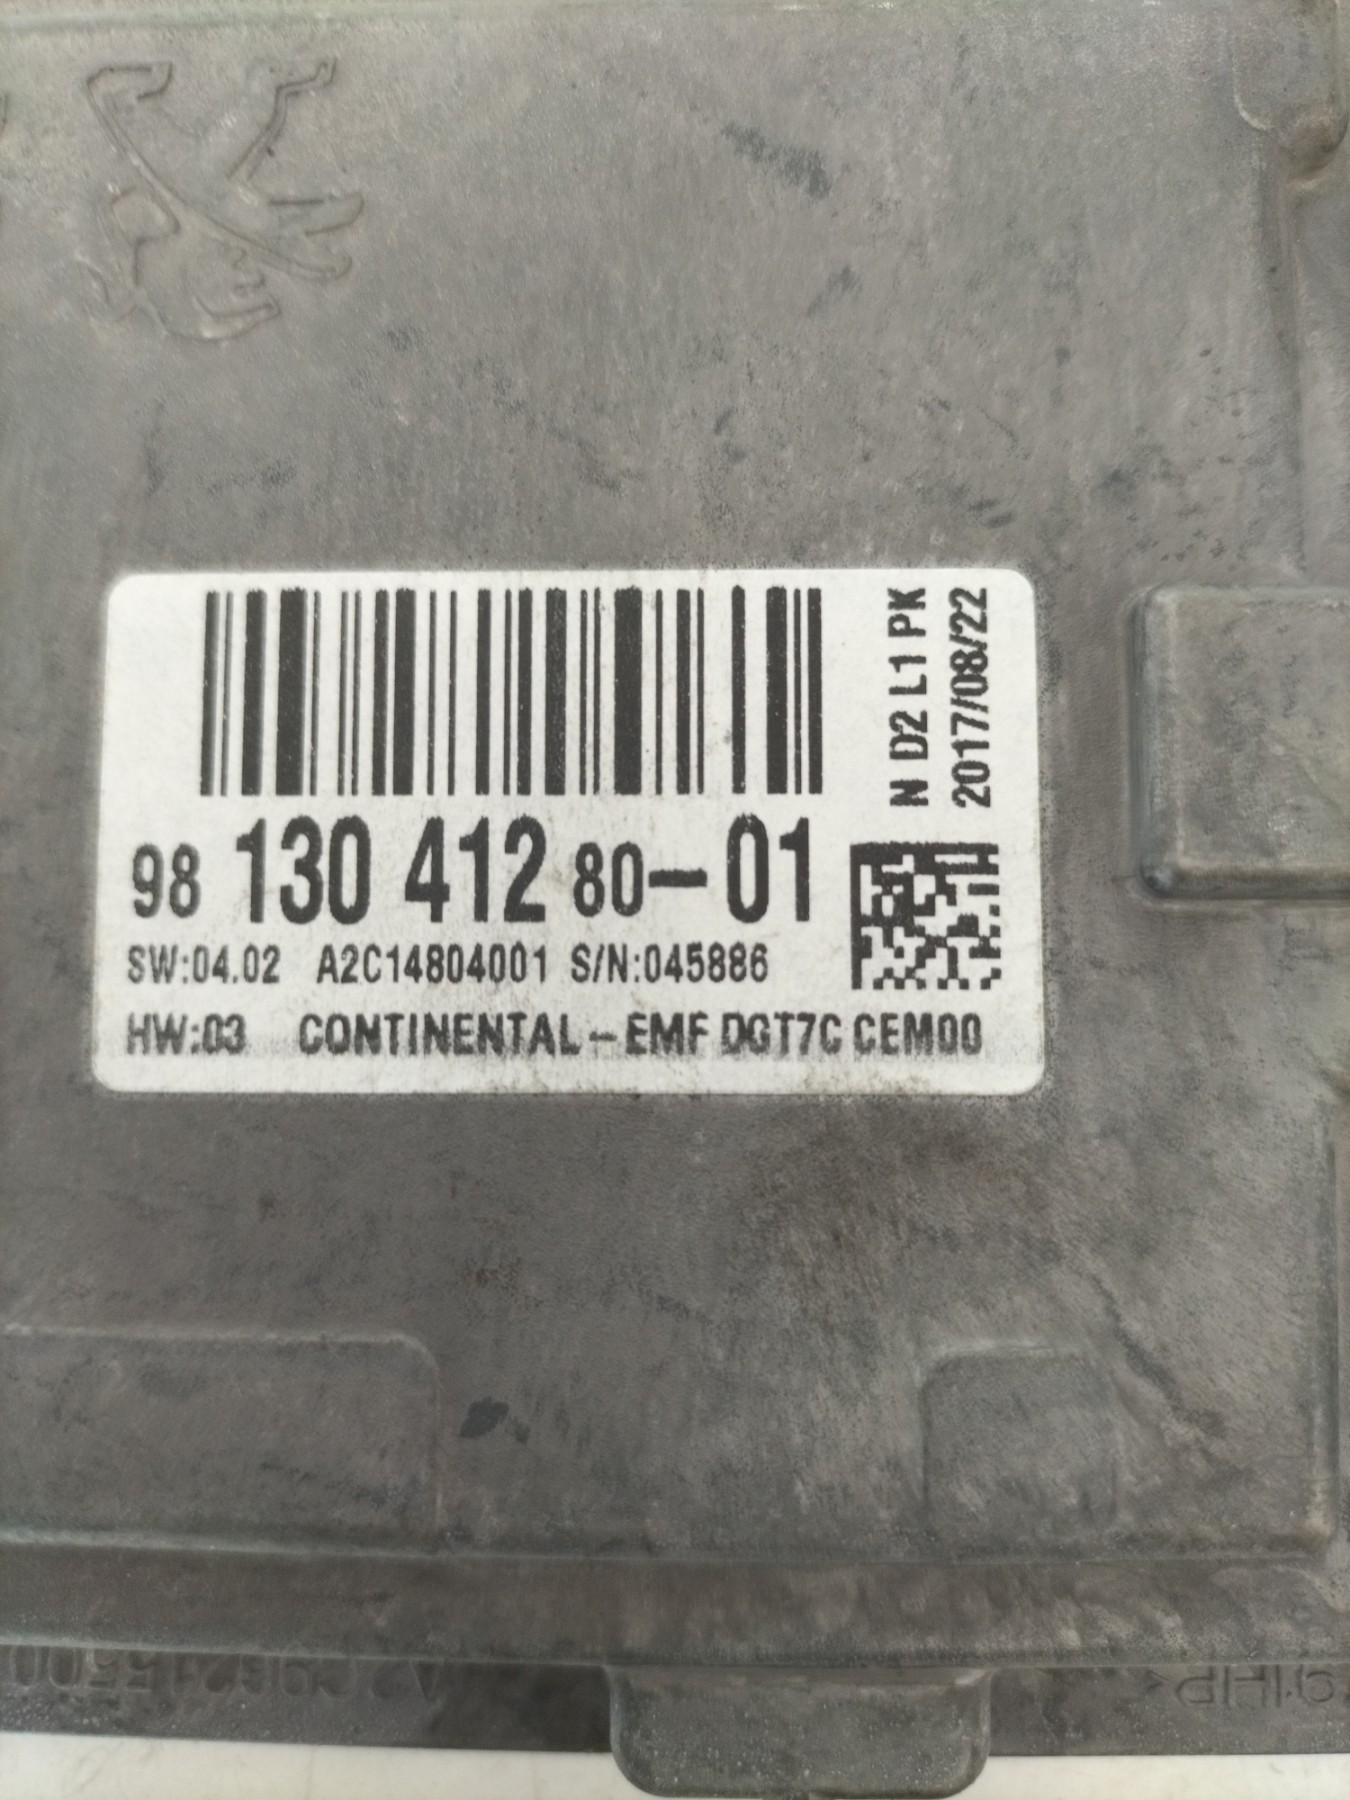 N D2 L1 PK
2017/08/22
98 130 412 80-01
SW:04.02 A2C14804001 S/N:045886
HW:03 CONTINENTAL-EMF DGT7C CEM00